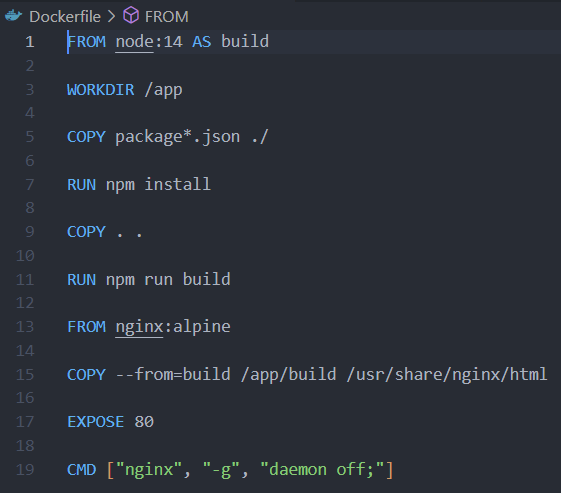 Dockerfile > FROM
1 FROM node:14 AS build
2
3 WORKDIR /app
4
5 COPY package*.json ./
6
7 RUN npm install
8
9 COPY . .
10
11 RUN npm run build
12
13 FROM nginx:alpine
14
15 COPY --from=build /app/build /usr/share/nginx/html
16
17 EXPOSE 80
18
19 CMD ["nginx", "-g", "daemon off;"]